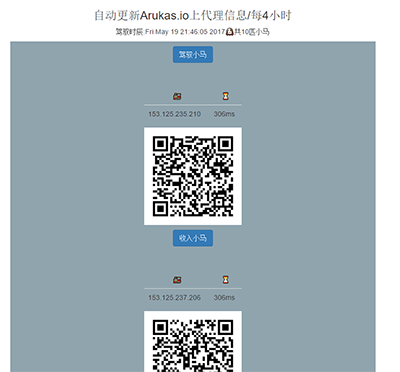 自动更新Arukas.io上代理信息/每4小时
驾驭时辰 Fri May 19 21:46:05 2017 共10匹小马
驾驭小马
153.125.235.210 306ms
收入小马
153.125.237.206 306ms